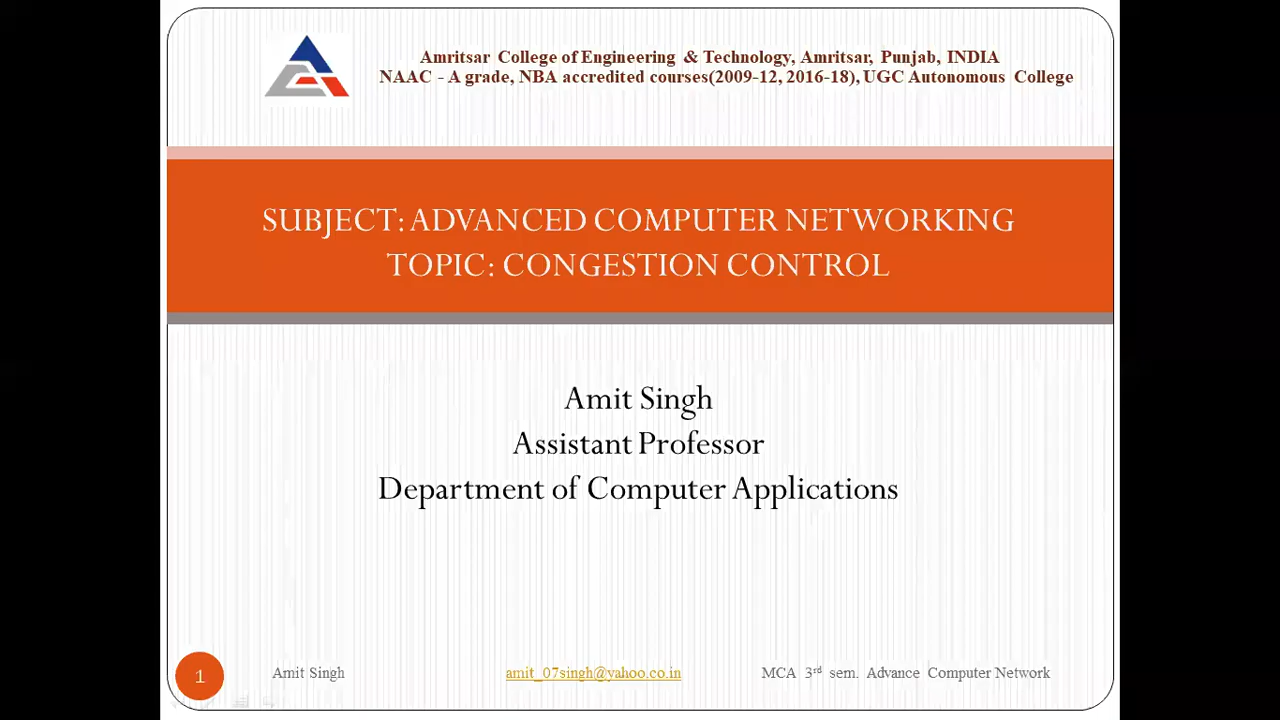 Amritsar College of Engineering & Technology, Amritsar, Punjab, INDIA
NAAC - A grade, NBA accredited courses(2009-12, 2016-18), UGC Autonomous College
SUBJECT: ADVANCED COMPUTER NETWORKING
TOPIC: CONGESTION CONTROL
Amit Singh
Assistant Professor
Department of Computer Applications
1 Amit Singh amit_07singh@yahoo.co.in MCA 3rd sem. Advance Computer Network